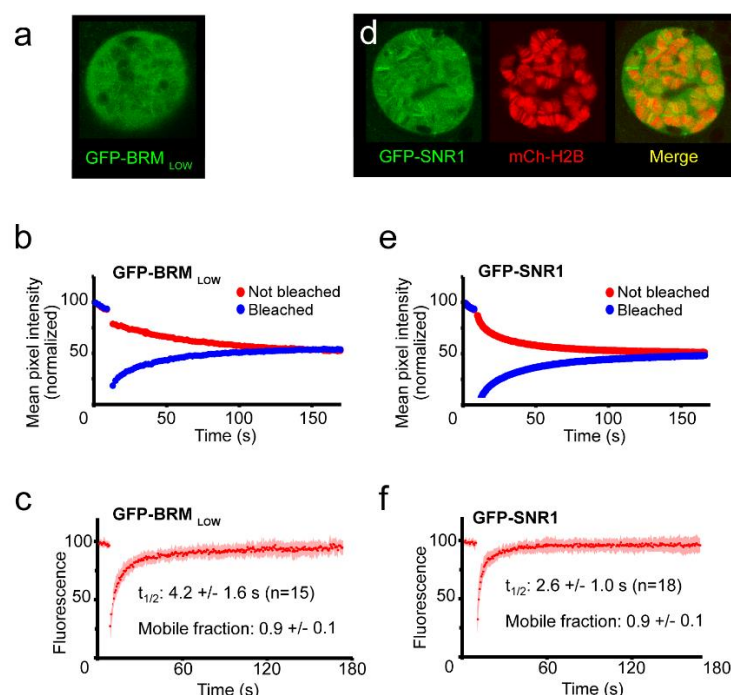 a
GFP-BRM LOW
d
GFP-SNR1
mCh-H2B
Merge
b
GFP-BRM LOW
Not bleached
Bleached
Mean pixel intensity
(normalized)
100
50
0
50
100
150
Time (s)
e
GFP-SNR1
Not bleached
Bleached
Mean pixel intensity
(normalized)
100
50
0
50
100
150
Time (s)
c
GFP-BRM LOW
Fluorescence
100
50
t1/2: 4.2 +/- 1.6 s (n=15)
Mobile fraction: 0.9 +/- 0.1
0
60
120
180
Time (s)
f
GFP-SNR1
Fluorescence
100
50
t1/2: 2.6 +/- 1.0 s (n=18)
Mobile fraction: 0.9 +/- 0.1
0
60
120
180
Time (s)